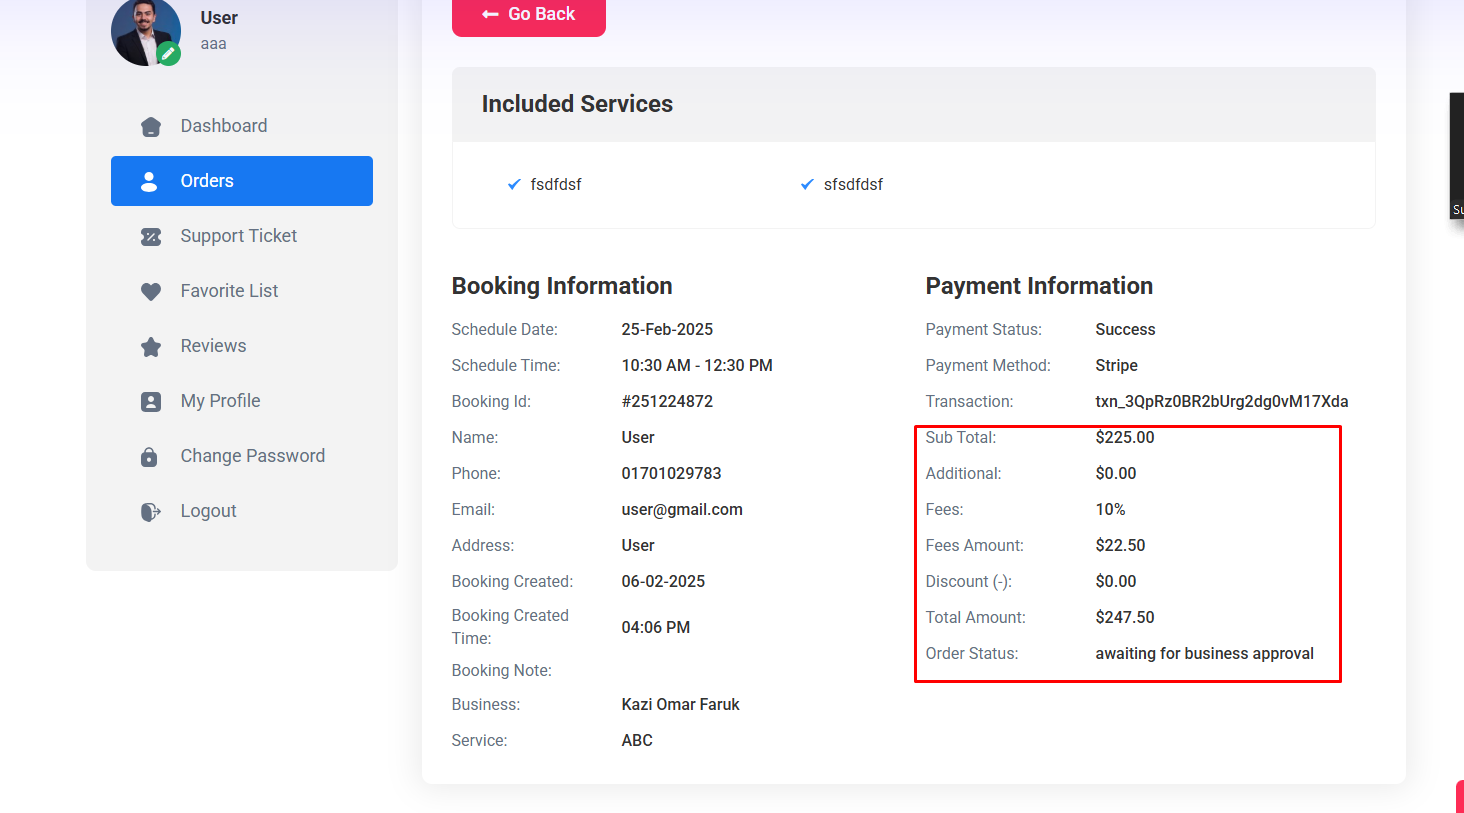 User
aaa
Dashboard
Orders
Support Ticket
Favorite List
Reviews
My Profile
Change Password
Logout
Go Back
Included Services
fsdfdsf
sfsdfdsf
Booking Information
Schedule Date: 25-Feb-2025
Schedule Time: 10:30 AM - 12:30 PM
Booking Id: #251224872
Name: User
Phone: 01701029783
Email: user@gmail.com
Address: User
Booking Created: 06-02-2025
Booking Created
Time: 04:06 PM
Booking Note:
Business: Kazi Omar Faruk
Service: ABC
Payment Information
Payment Status: Success
Payment Method: Stripe
Transaction: txn_3QpRz0BR2bUrg2dg0vM17Xda
Sub Total: $225.00
Additional: $0.00
Fees: 10%
Fees Amount: $22.50
Discount (-): $0.00
Total Amount: $247.50
Order Status: awaiting for business approval